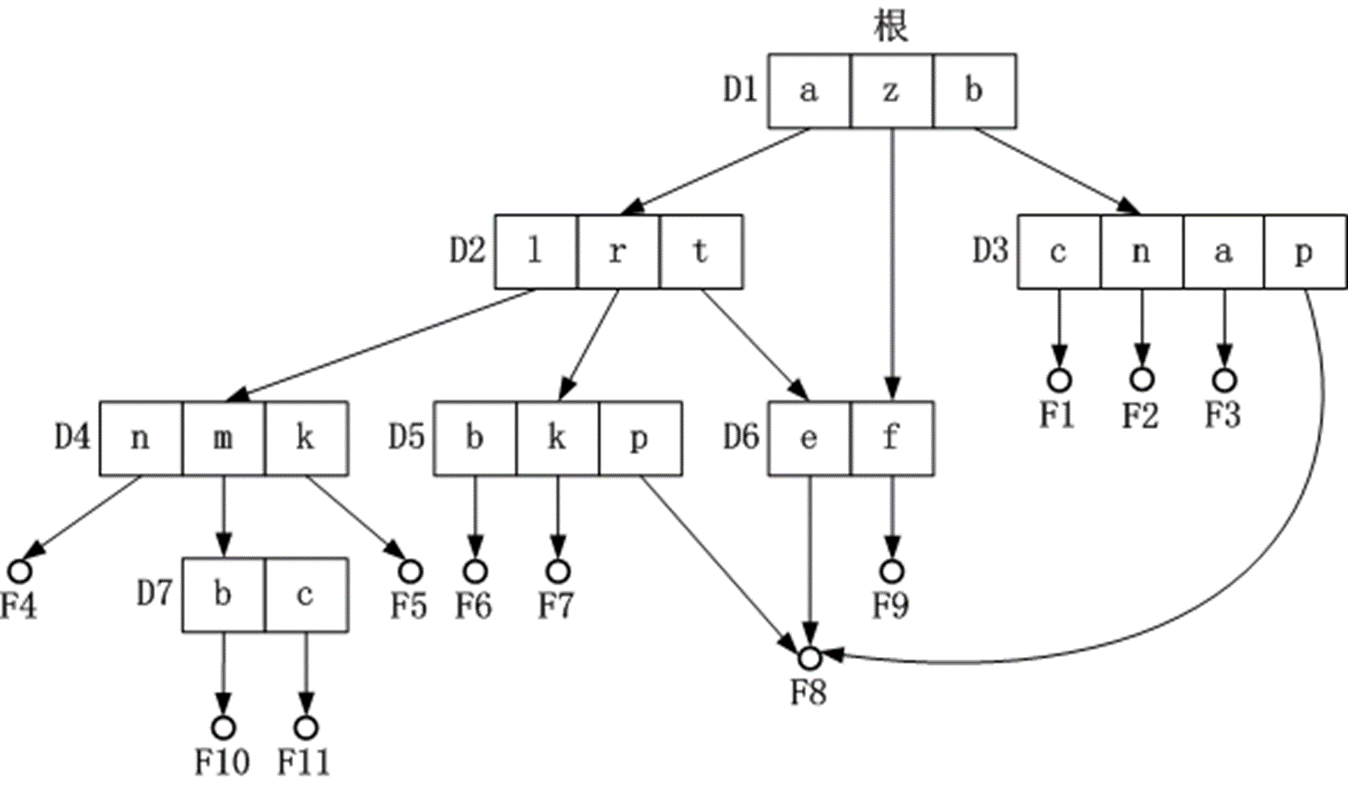 根
D1 a z b
D2 l r t
D3 c n a p
F1 F2 F3
D4 n m k
D5 b k p
D6 e f
F4
D7 b c
F5 F6 F7
F9
F8
F10 F11